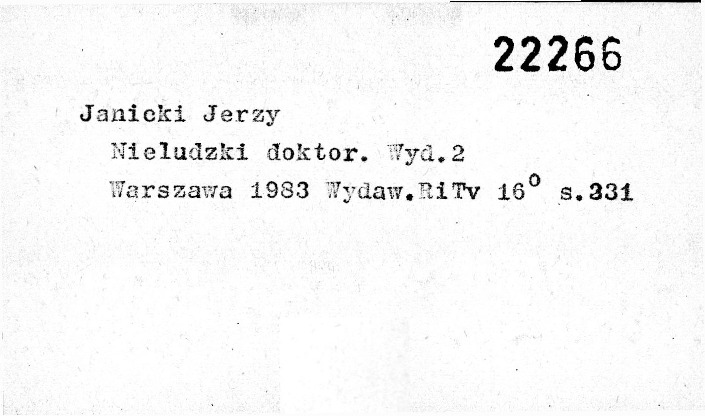 22266
Janicki Jerzy
Nieludzki doktor. Wyd.2
Warszawa 1983 Wydaw.RiTv 16⁰ s.331